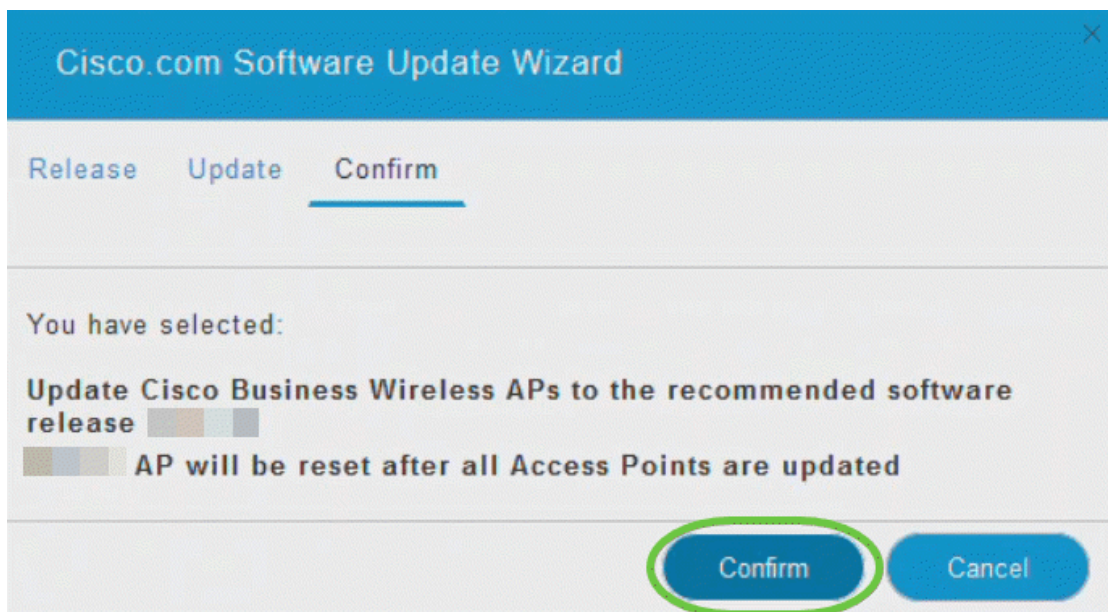 Cisco.com Software Update Wizard
Release Update Confirm
You have selected:
Update Cisco Business Wireless APs to the recommended software
release
AP will be reset after all Access Points are updated
Confirm Cancel